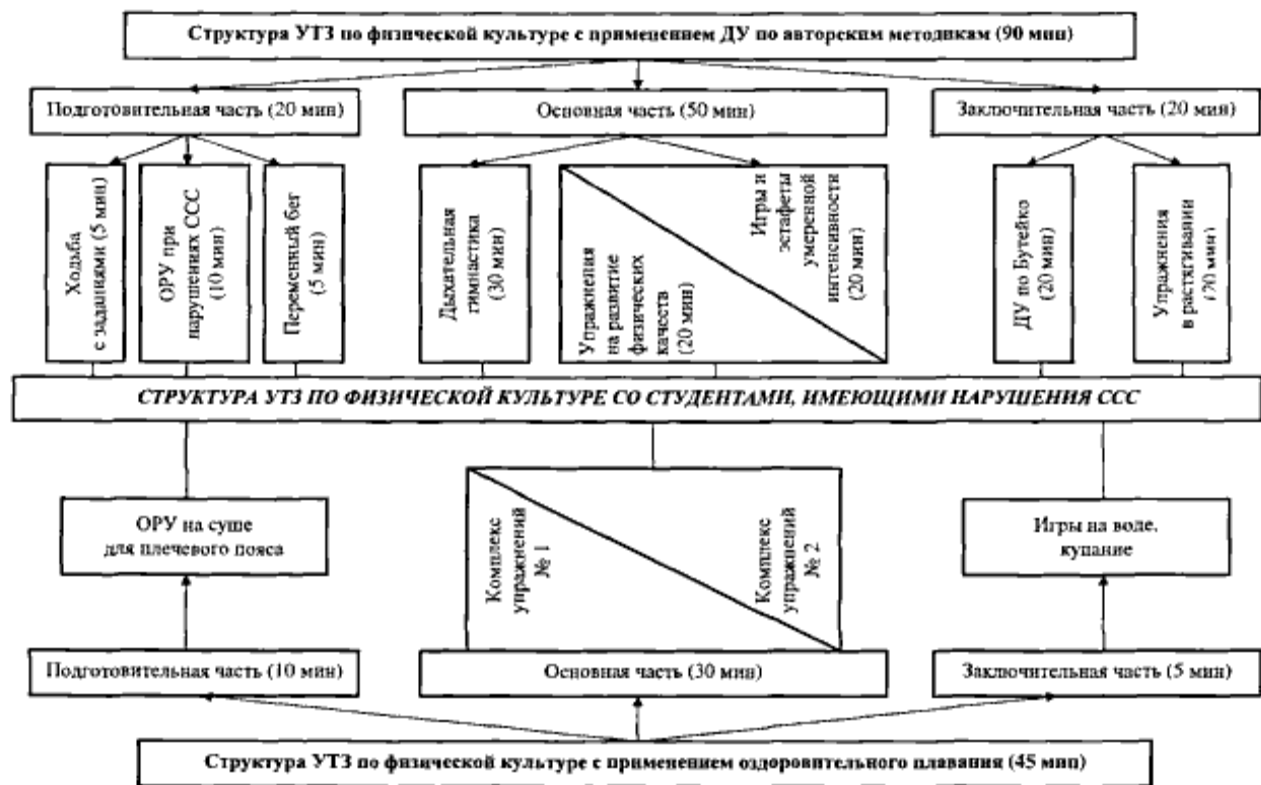 Структура УТЗ по физической культуре с применением ДУ по авторским методикам (90 мин)
Подготовительная часть (20 мин)
Основная часть (50 мин)
Заключительная часть (20 мин)
Ходьба
с заданиями (5 мин)
ОРУ при
нарушениях ССС
(10 мин)
Переменный бег
(5 мин)
Дыхательная
гимнастика
(30 мин)
Упражнения
на развитие
физических
качеств
(20 мин)
Игры и
эстафеты
умеренной
интенсивности
(20 мин)
ДУ по Бутейко
(20 мин)
Упражнения
в растягивании
(20 мин)
СТРУКТУРА УТЗ ПО ФИЗИЧЕСКОЙ КУЛЬТУРЕ СО СТУДЕНТАМИ, ИМЕЮЩИМИ НАРУШЕНИЯ ССС
ОРУ на суше
для плечевого пояса
Комплекс
упражнений
№ 1
Комплекс
упражнений
№ 2
Игры на воде,
купание
Подготовительная часть (10 мин)
Основная часть (30 мин)
Заключительная часть (5 мин)
Структура УТЗ по физической культуре с применением оздоровительного плавания (45 мин)